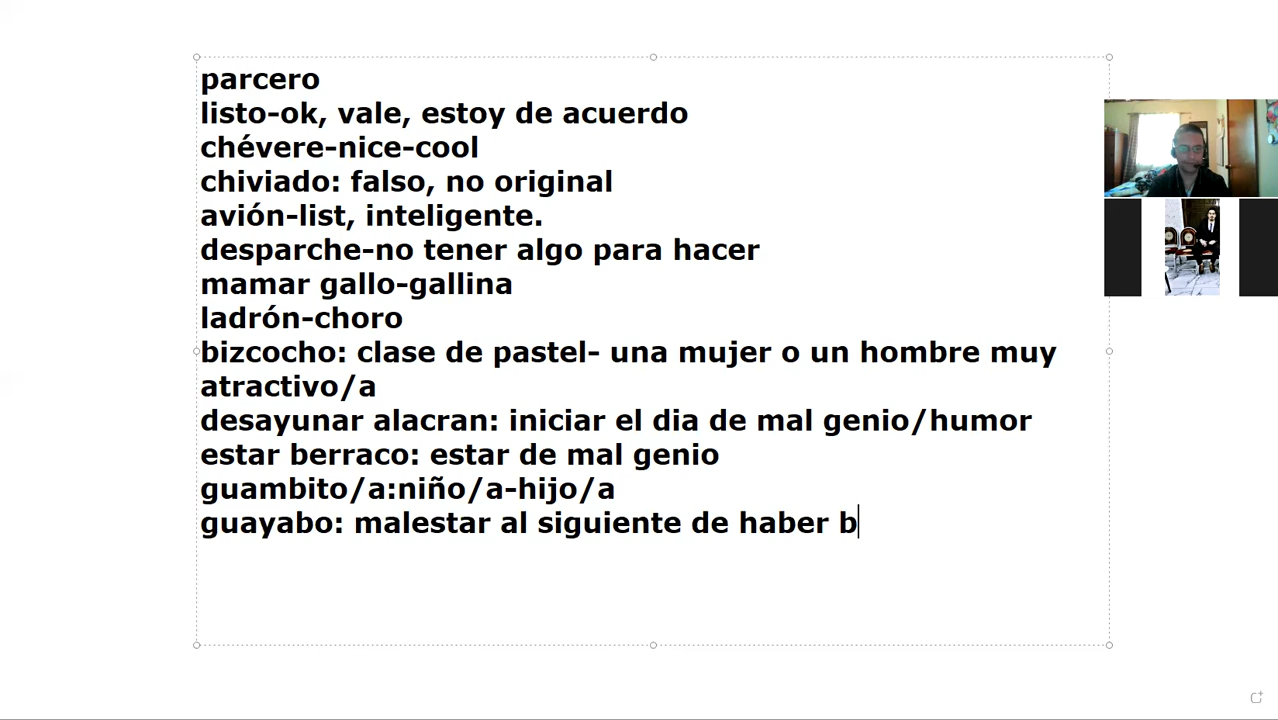 parcero
listo-ok, vale, estoy de acuerdo
chévere-nice-cool
chiviado: falso, no original
avión-list, inteligente.
desparche-no tener algo para hacer
mamar gallo-gallina
ladrón-choro
bizcocho: clase de pastel- una mujer o un hombre muy
atractivo/a
desayunar alacran: iniciar el dia de mal genio/humor
estar berraco: estar de mal genio
guambito/a:niño/a-hijo/a
guayabo: malestar al siguiente de haber b